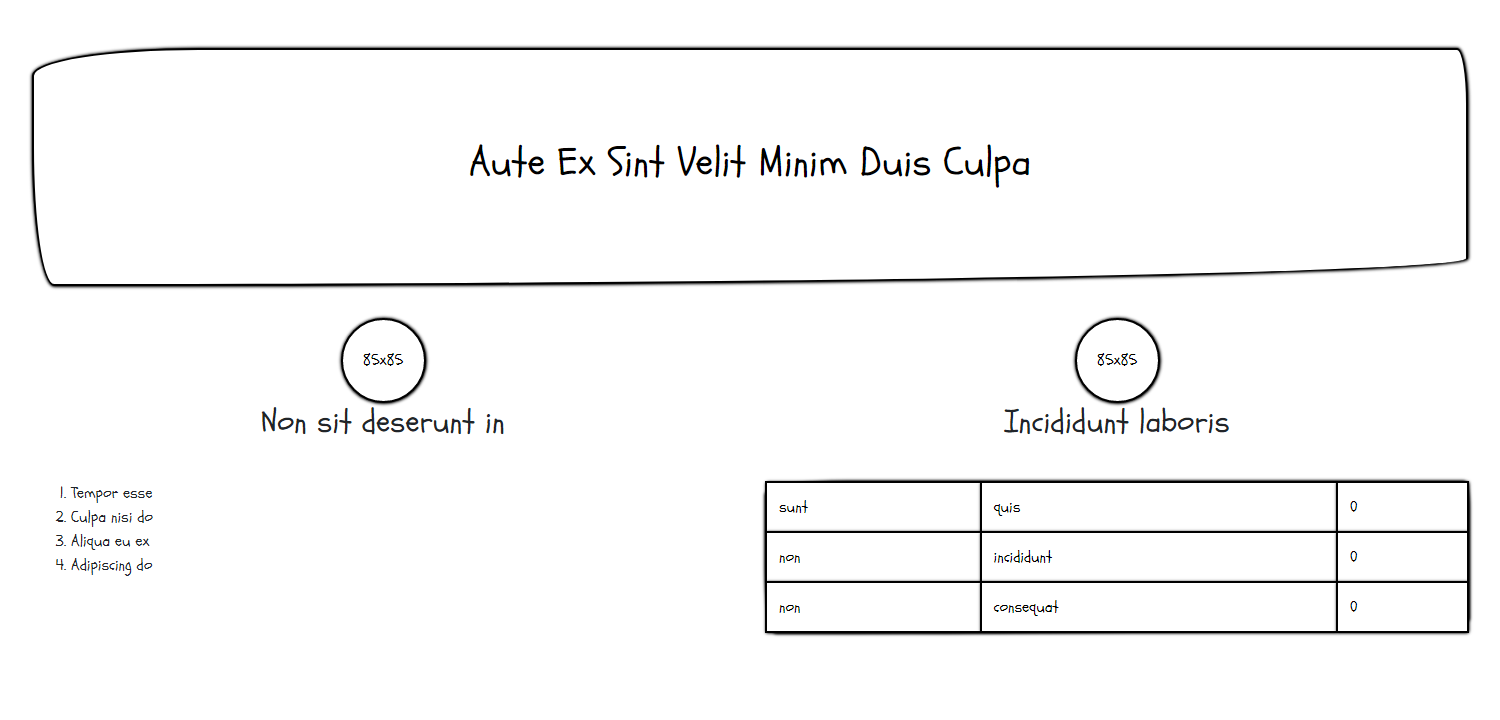 Aute Ex Sint Velit Minim Duis Culpa
85x85
Non sit deserunt in
1. Tempor esse
2. Culpa nisi do
3. Aliqua eu ex
4. Adipiscing do
85x85
Incididunt laboris
sunt quis 0
non incididunt 0
non consequat 0